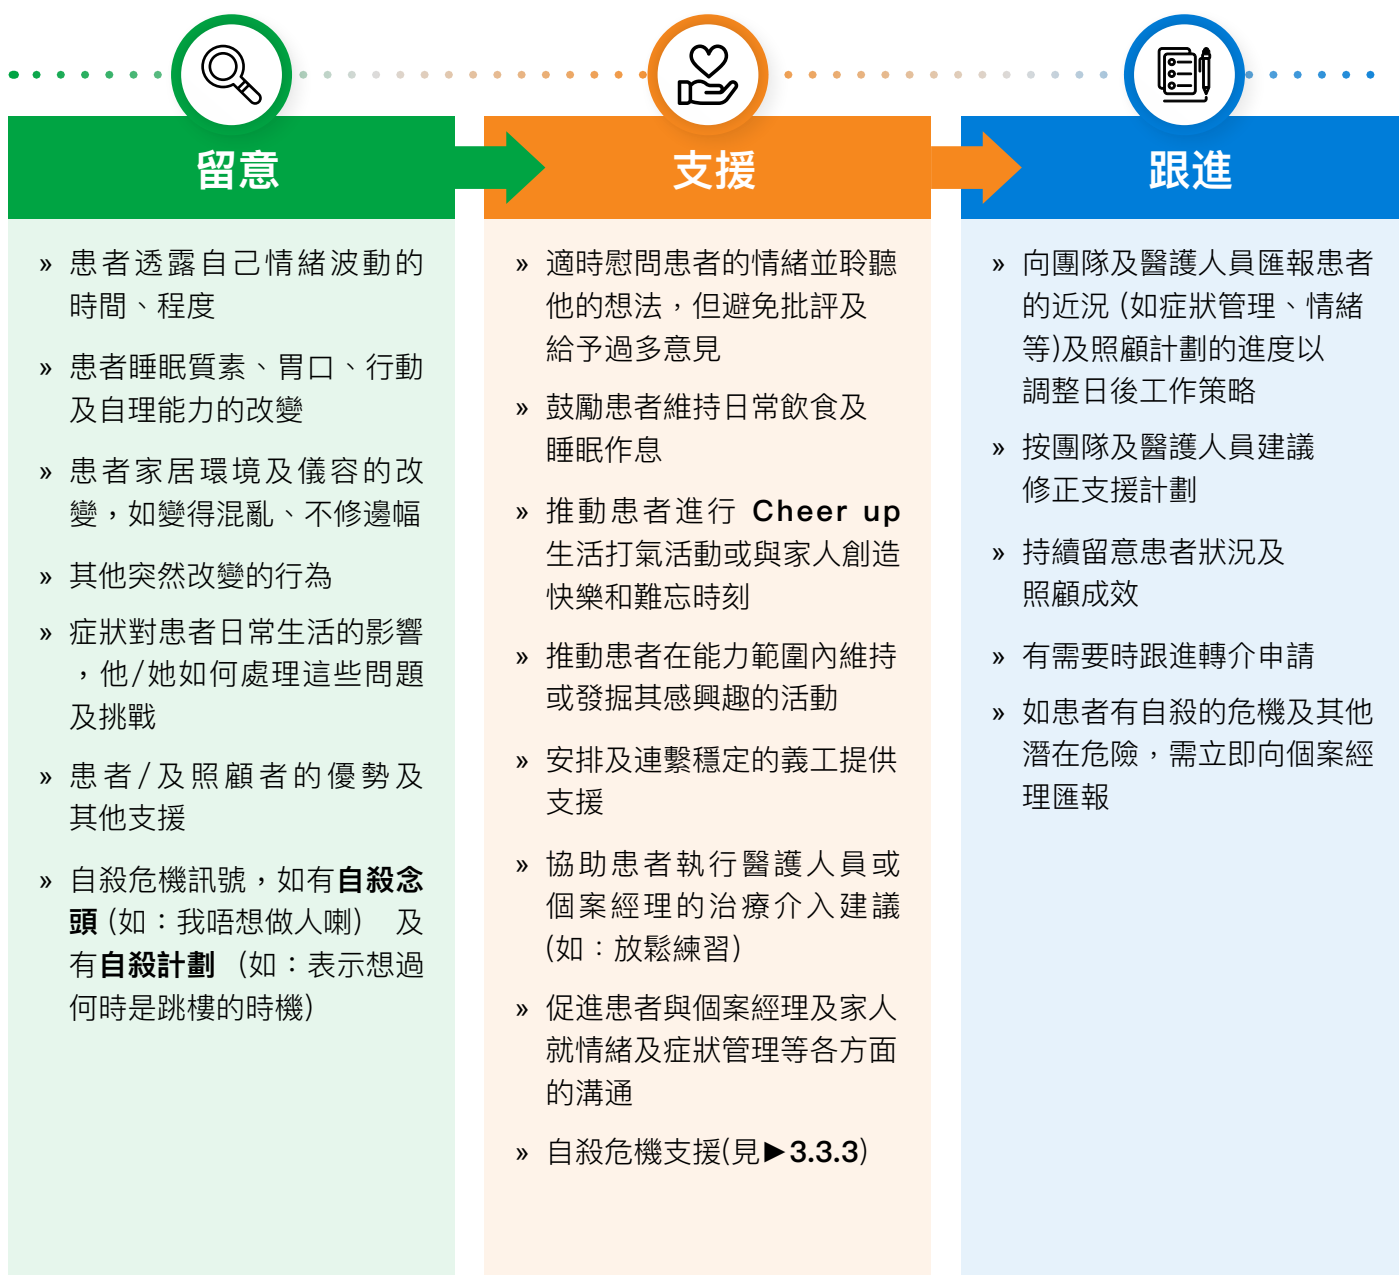 留意
» 患者透露自己情緒波動的
時間、程度
» 患者睡眠質素、胃口、行動
及自理能力的改變
» 患者家居環境及儀容的改
變，如變得混亂、不修邊幅
» 其他突然改變的行為
» 症狀對患者日常生活的影響
，他/她如何處理這些問題
及挑戰
» 患者/及照顧者的優勢及
其他支援
» 自殺危機訊號，如有自殺念
頭 (如：我唔想做人喇) 及
有自殺計劃 (如：表示想過
何時是跳樓的時機)
支援
» 適時慰問患者的情緒並聆聽
他的想法，但避免批評及
給予過多意見
» 鼓勵患者維持日常飲食及
睡眠作息
» 推動患者進行 Cheer up
生活打氣活動或與家人創造
快樂和難忘時刻
» 推動患者在能力範圍內維持
或發掘其感興趣的活動
» 安排及連繫穩定的義工提供
支援
» 協助患者執行醫護人員或
個案經理的治療介入建議
(如：放鬆練習)
» 促進患者與個案經理及家人
就情緒及症狀管理等各方面
的溝通
» 自殺危機支援(見►3.3.3)
跟進
» 向團隊及醫護人員匯報患者
的近況 (如症狀管理、情緒
等)及照顧計劃的進度以
調整日後工作策略
» 按團隊及醫護人員建議
修正支援計劃
» 持續留意患者狀況及
照顧成效
» 有需要時跟進轉介申請
» 如患者有自殺的危機及其他
潛在危險，需立即向個案經
理匯報